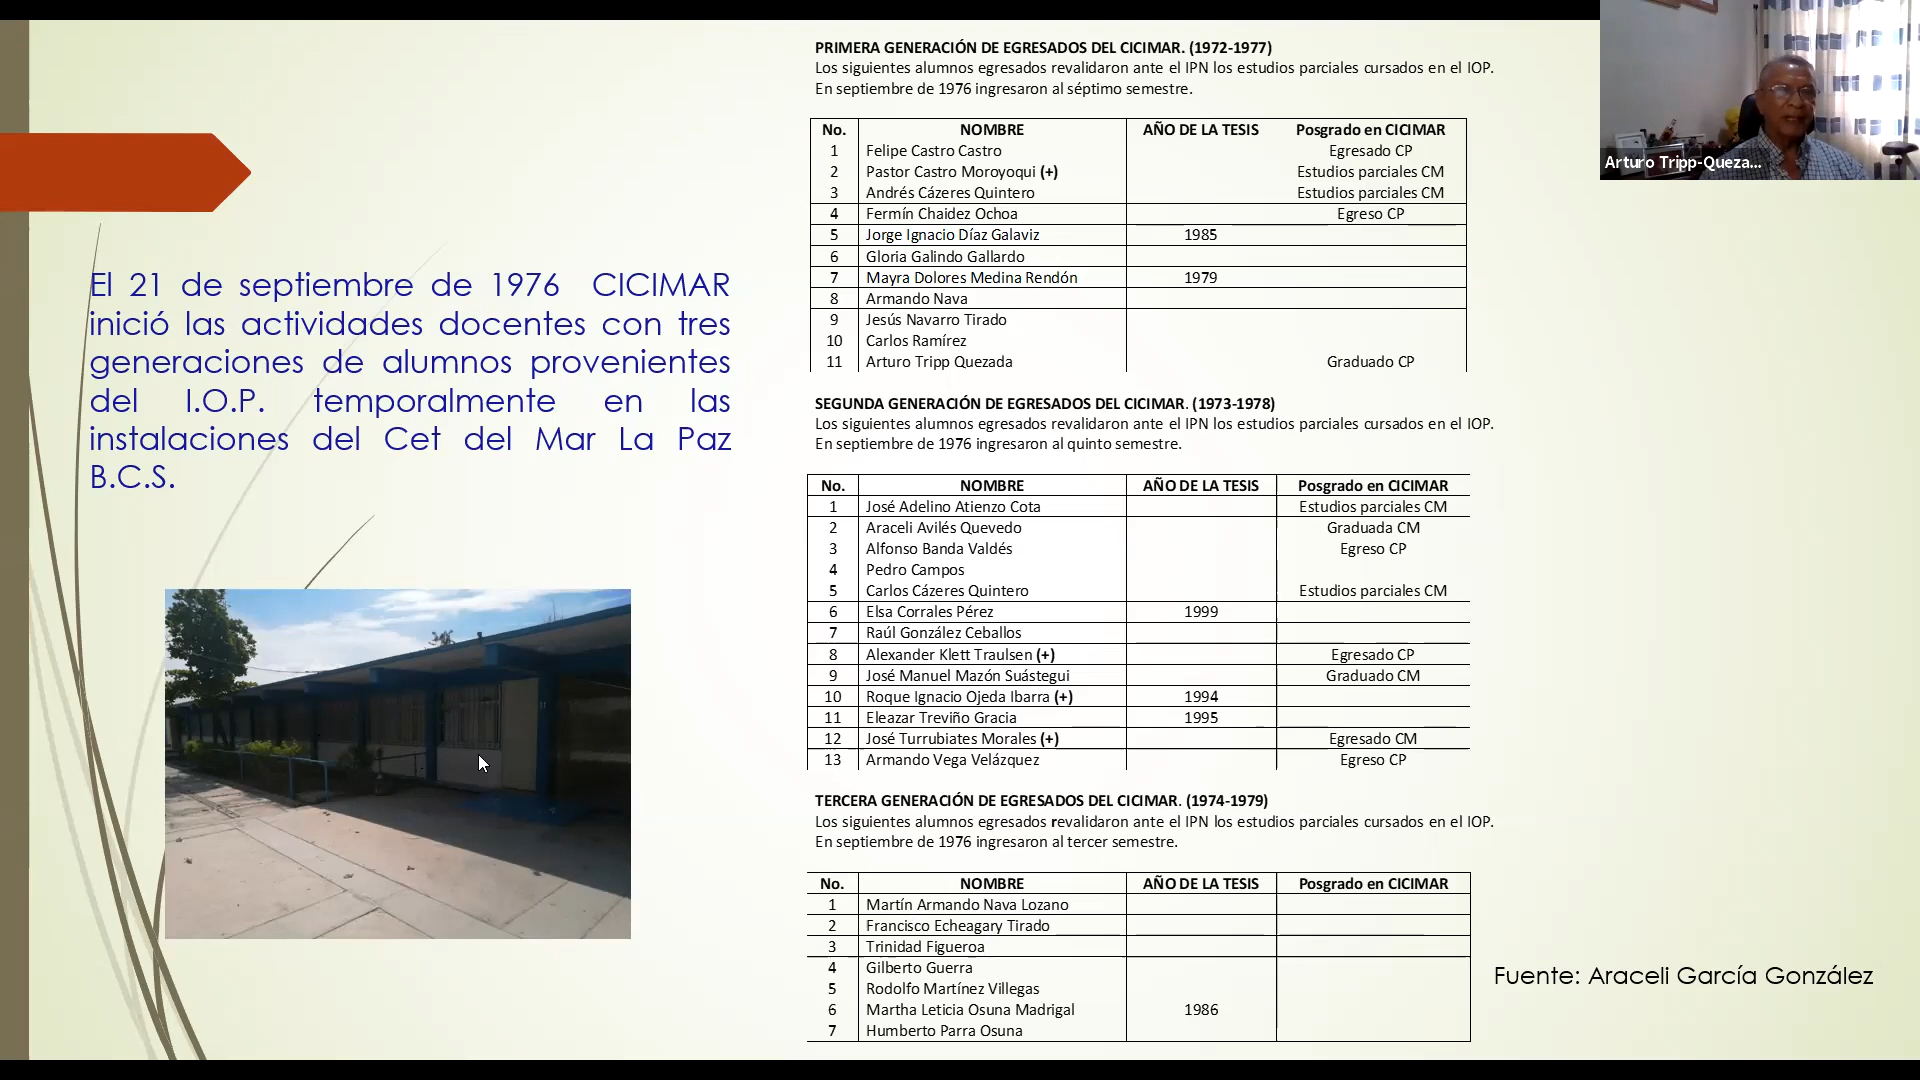 El 21 de septiembre de 1976 CICIMAR
inició las actividades docentes con tres
generaciones de alumnos provenientes
del I.O.P. temporalmente en las
instalaciones del Cet del Mar La Paz
B.C.S.
PRIMERA GENERACIÓN DE EGRESADOS DEL CICIMAR. (1972-1977)
Los siguientes alumnos egresados revalidaron ante el IPN los estudios parciales cursados en el IOP.
En septiembre de 1976 ingresaron al séptimo semestre.
No. NOMBRE AÑO DE LA TESIS Posgrado en CICIMAR
1 Felipe Castro Castro Egresado CP
2 Pastor Castro Moroyoqui (+) Estudios parciales CM
3 Andrés Cázeres Quintero Estudios parciales CM
4 Fermín Chaidez Ochoa Egreso CP
5 Jorge Ignacio Díaz Galaviz 1985
6 Gloria Galindo Gallardo
7 Mayra Dolores Medina Rendón 1979
8 Armando Nava
9 Jesús Navarro Tirado
10 Carlos Ramírez
11 Arturo Tripp Quezada Graduado CP
SEGUNDA GENERACIÓN DE EGRESADOS DEL CICIMAR. (1973-1978)
Los siguientes alumnos egresados revalidaron ante el IPN los estudios parciales cursados en el IOP.
En septiembre de 1976 ingresaron al quinto semestre.
No. NOMBRE AÑO DE LA TESIS Posgrado en CICIMAR
1 José Adelino Atienzo Cota Estudios parciales CM
2 Araceli Avilés Quevedo Graduada CM
3 Alfonso Banda Valdés Egreso CP
4 Pedro Campos
5 Carlos Cázeres Quintero Estudios parciales CM
6 Elsa Corrales Pérez 1999
7 Raúl González Ceballos
8 Alexander Klett Traulsen (+) Egresado CP
9 José Manuel Mazón Suástegui Graduado CM
10 Roque Ignacio Ojeda Ibarra (+) 1994
11 Eleazar Treviño Gracia 1995
12 José Turrubiates Morales (+) Egresado CM
13 Armando Vega Velázquez Egreso CP
TERCERA GENERACIÓN DE EGRESADOS DEL CICIMAR. (1974-1979)
Los siguientes alumnos egresados revalidaron ante el IPN los estudios parciales cursados en el IOP.
En septiembre de 1976 ingresaron al tercer semestre.
No. NOMBRE AÑO DE LA TESIS Posgrado en CICIMAR
1 Martín Armando Nava Lozano
2 Francisco Echeagary Tirado
3 Trinidad Figueroa
4 Gilberto Guerra
5 Rodolfo Martínez Villegas
6 Martha Leticia Osuna Madrigal 1986
7 Humberto Parra Osuna
Fuente: Araceli García González
Arturo Tripp-Queza...